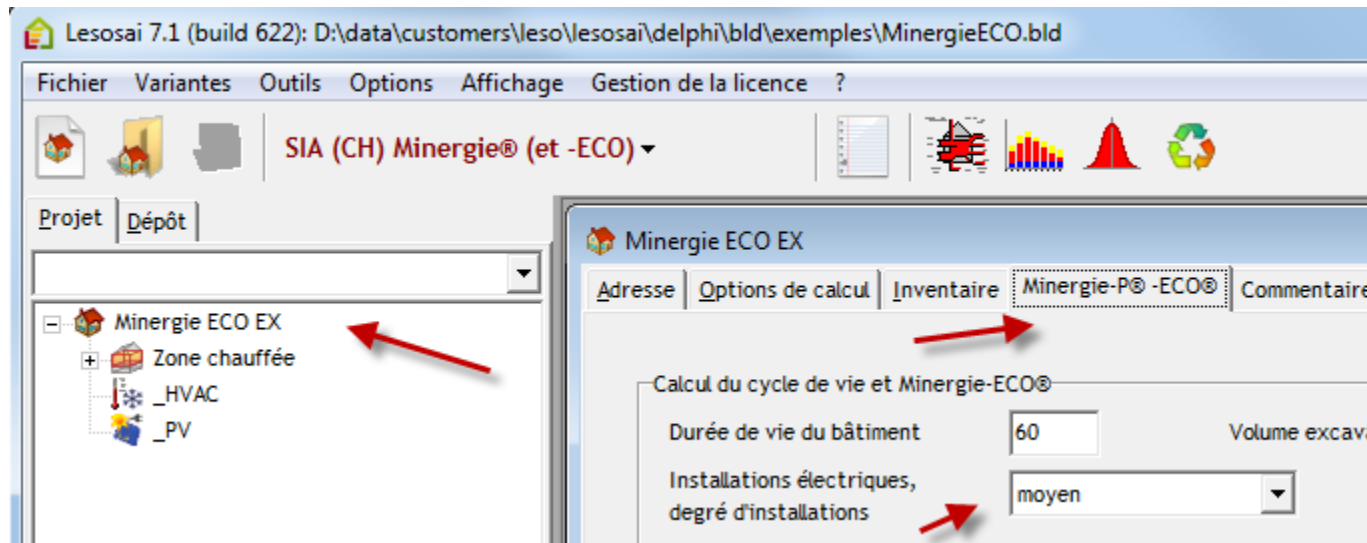 Lesosai 7.1 (build 622): D:\data\customers\leso\lesosai\delphi\bld\exemples\MinergieECO.bld
Fichier Variantes Outils Options Affichage Gestion de la licence ?
SIA (CH) Minergie® (et -ECO)
Projet Dépôt
Minergie ECO EX
Zone chauffée
_HVAC
_PV
Minergie ECO EX
Adresse Options de calcul Inventaire Minergie-P® -ECO® Commentaire
Calcul du cycle de vie et Minergie-ECO®
Durée de vie du bâtiment 60 Volume excava
Installations électriques,
degré d'installations moyen